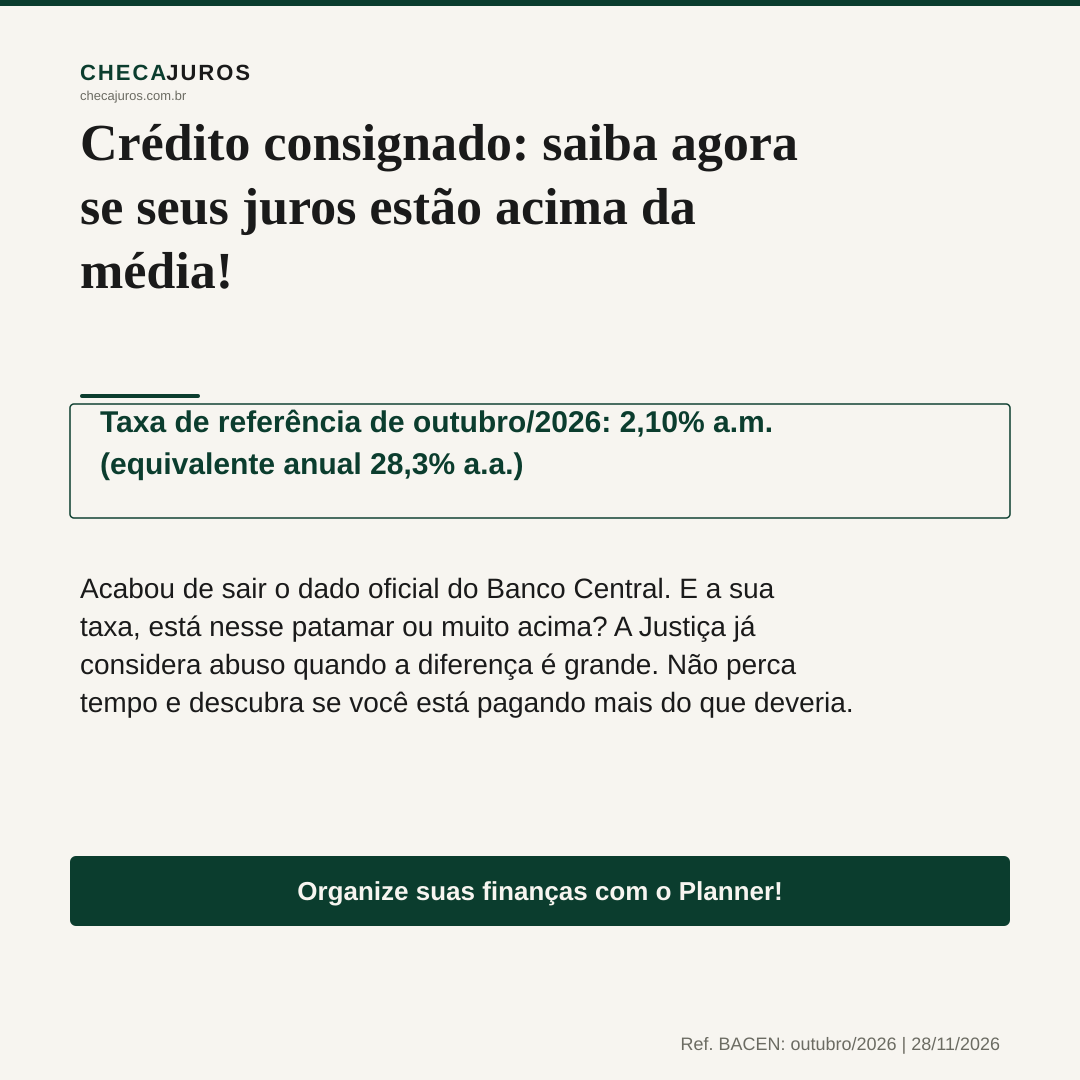 CHECAJUROS
checajuros.com.br
Crédito consignado: saiba agora
se seus juros estão acima da
média!
Taxa de referência de outubro/2026: 2,10% a.m.
(equivalente anual 28,3% a.a.)
Acabou de sair o dado oficial do Banco Central. E a sua
taxa, está nesse patamar ou muito acima? A Justiça já
considera abuso quando a diferença é grande. Não perca
tempo e descubra se você está pagando mais do que deveria.
Organize suas finanças com o Planner!
Ref. BACEN: outubro/2026 | 28/11/2026